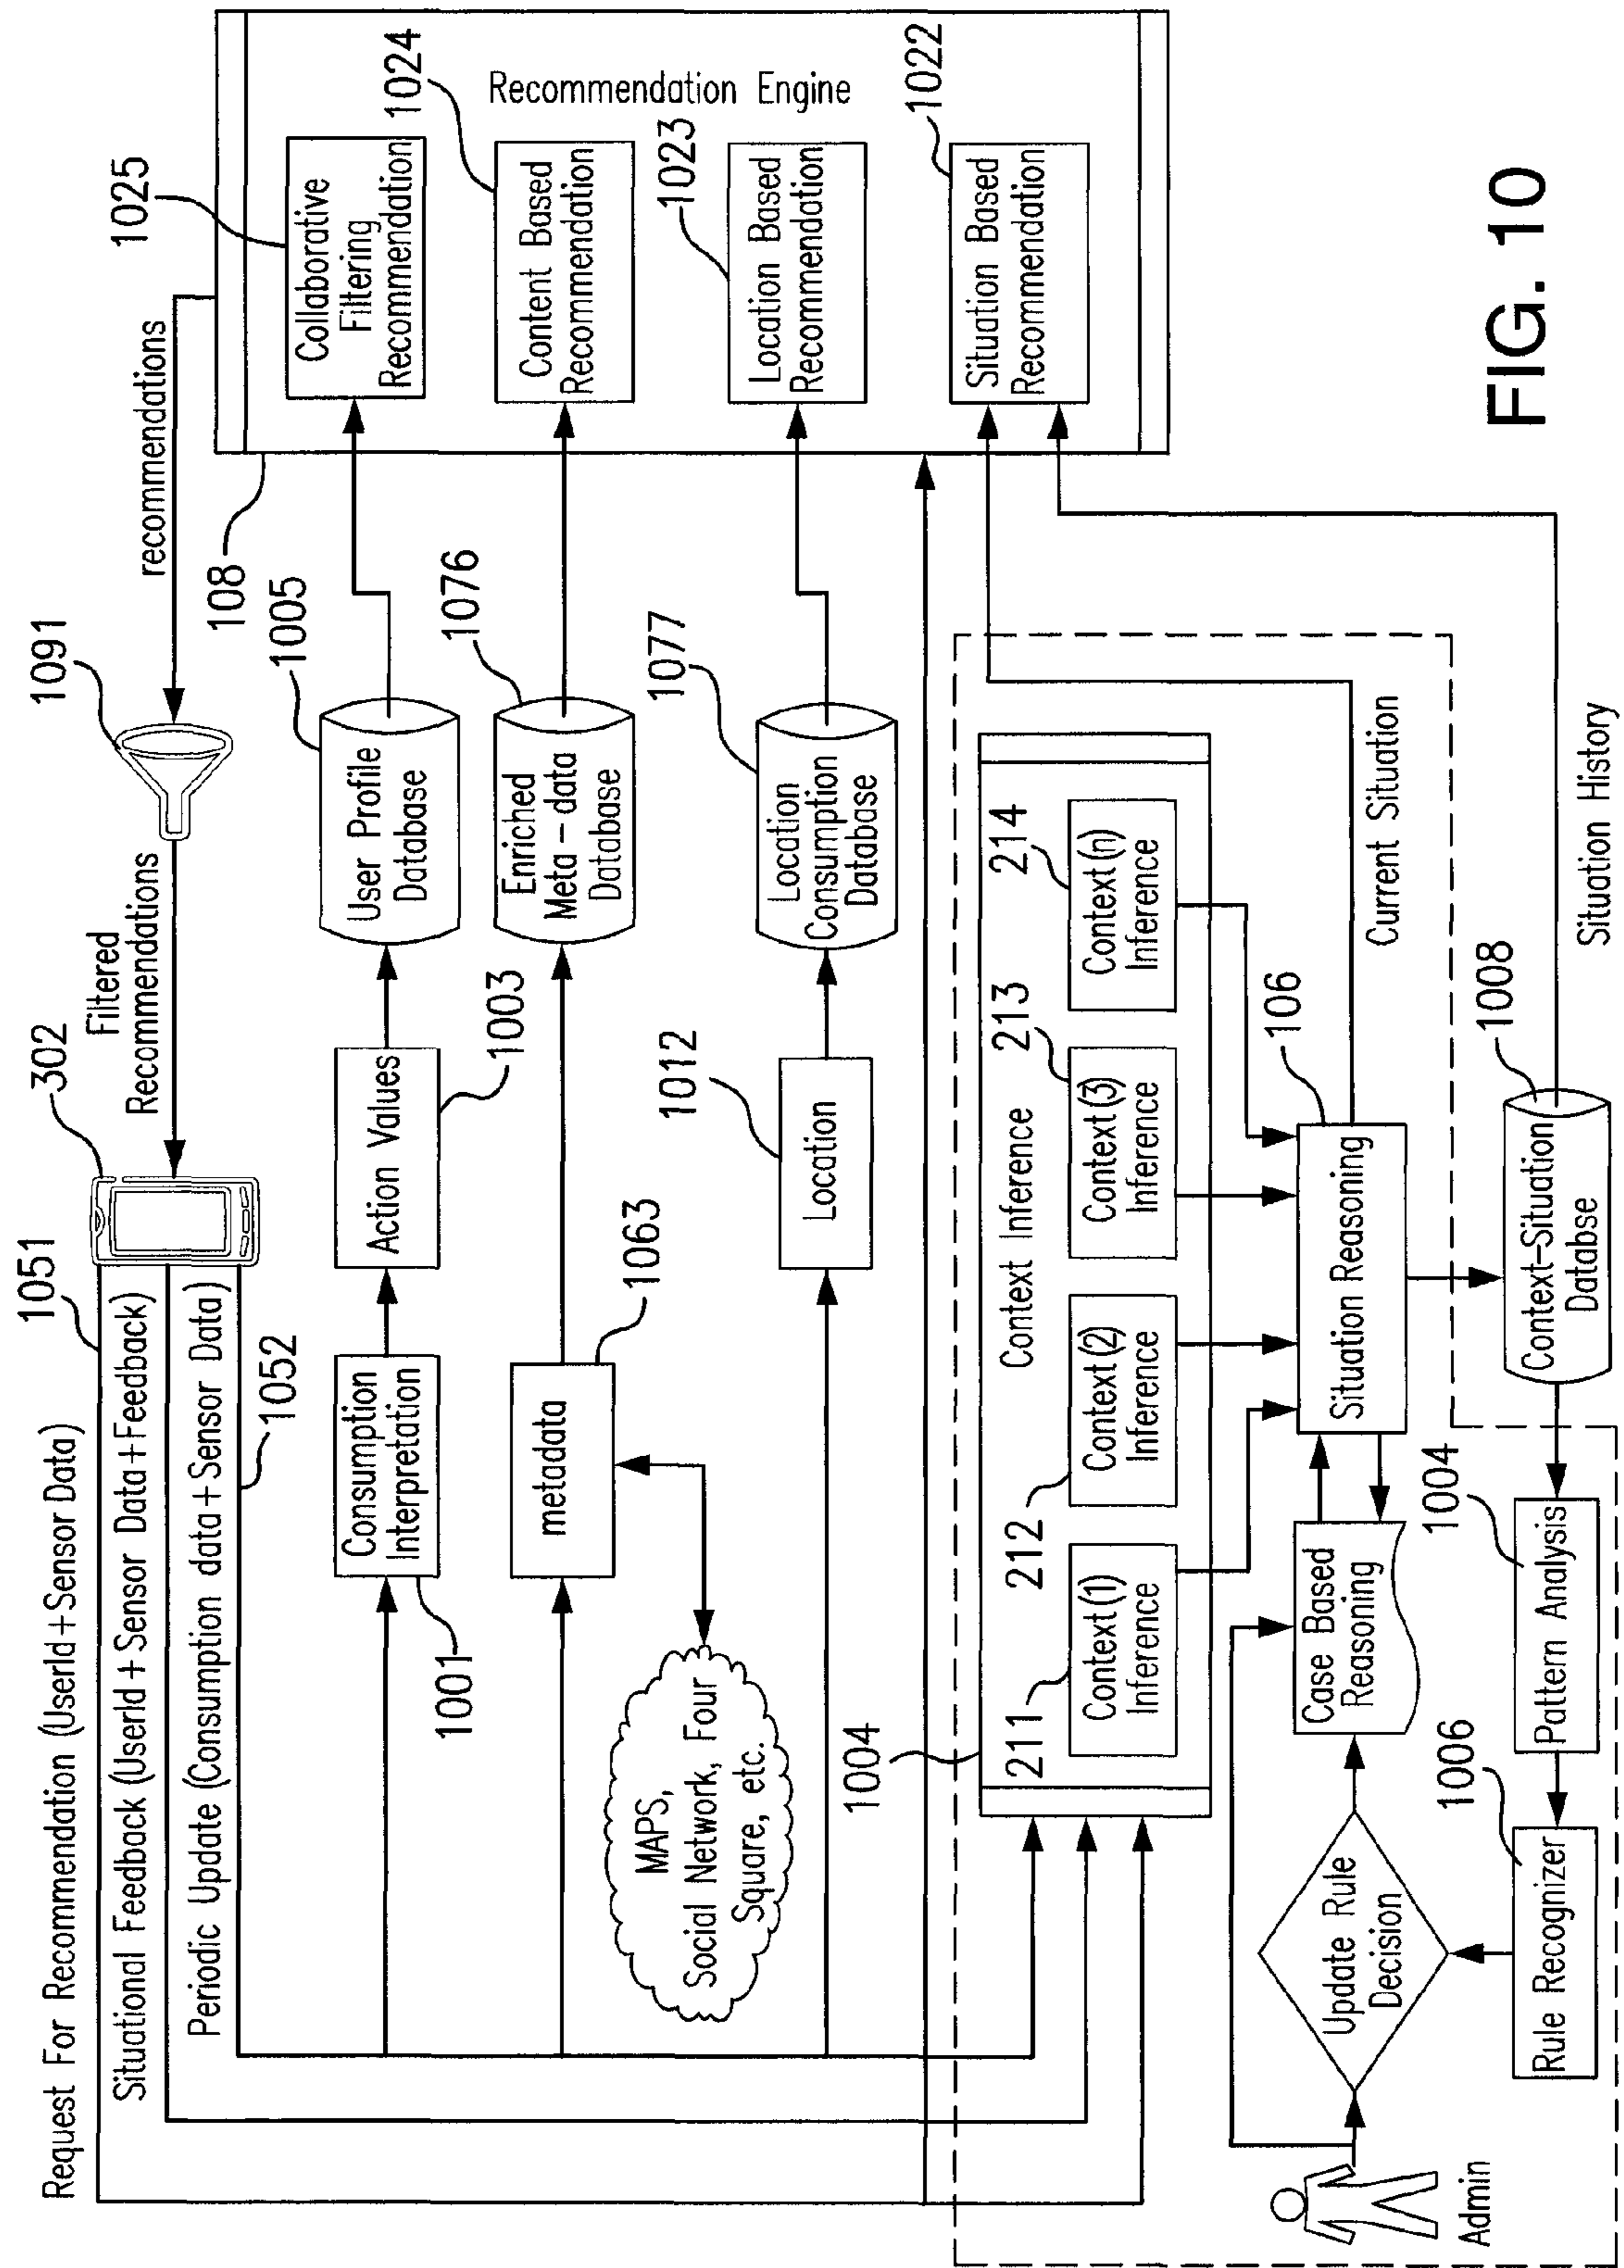 Request For Recommendation (UserId+Sensor Data)
1051
Situational Feedback (UserId+Sensor Data+Feedback)
Periodic Update (Consumption data+Sensor Data)
1052
302
Filtered
Recommendations
1091
recommendations
1025
108
Consumption
Interpretation
1001
Action Values
1003
User Profile
Database
1005
Collaborative
Filtering
Recommendation
metadata
1063
Enriched
Meta-data
Database
1076
Content Based
Recommendation
1024
Recommendation Engine
MAPS,
Social Network, Four
Square, etc.
Location
1012
Location
Consumption
Database
1077
Location Based
Recommendation
1023
1004
Context Inference
211
Context(1)
Inference
212
Context(2)
Inference
213
Context(3)
Inference
214
Context(n)
Inference
Situation Based
Recommendation
1022
Admin
Update Rule
Decision
Case Based
Reasoning
Situation Reasoning
106
Current Situation
Rule Recognizer
1006
Pattern Analysis
1004
Context-Situation
Database
1008
Situation History
FIG. 10